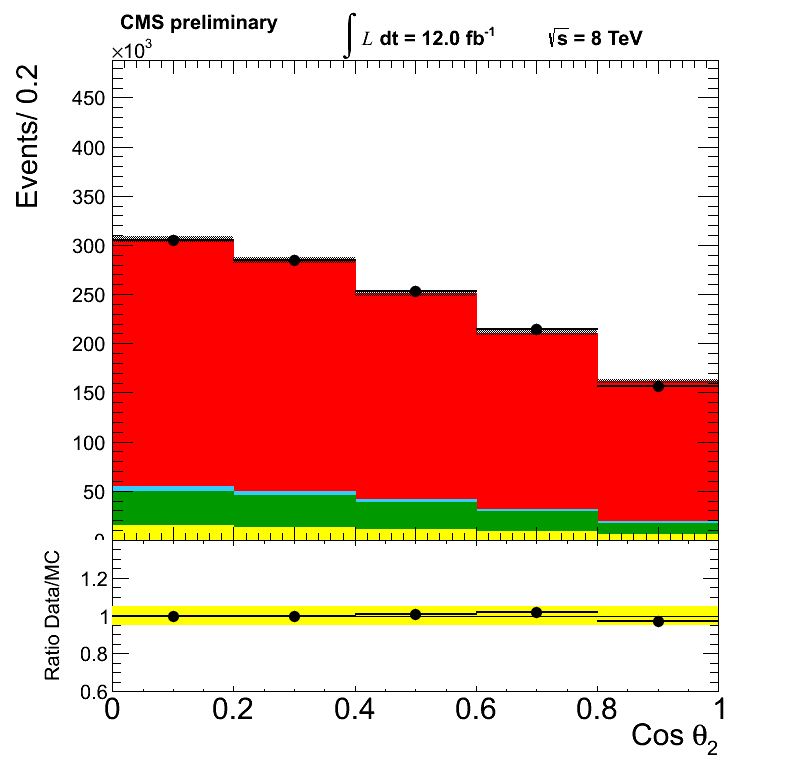 CMS preliminary
∫ L dt = 12.0 fb⁻¹
√s = 8 TeV
×10³
Events/ 0.2
450
400
350
300
250
200
150
100
50
0
Ratio Data/MC
1.2
1
0.8
0.6
0 0.2 0.4 0.6 0.8 1
Cos θ₂